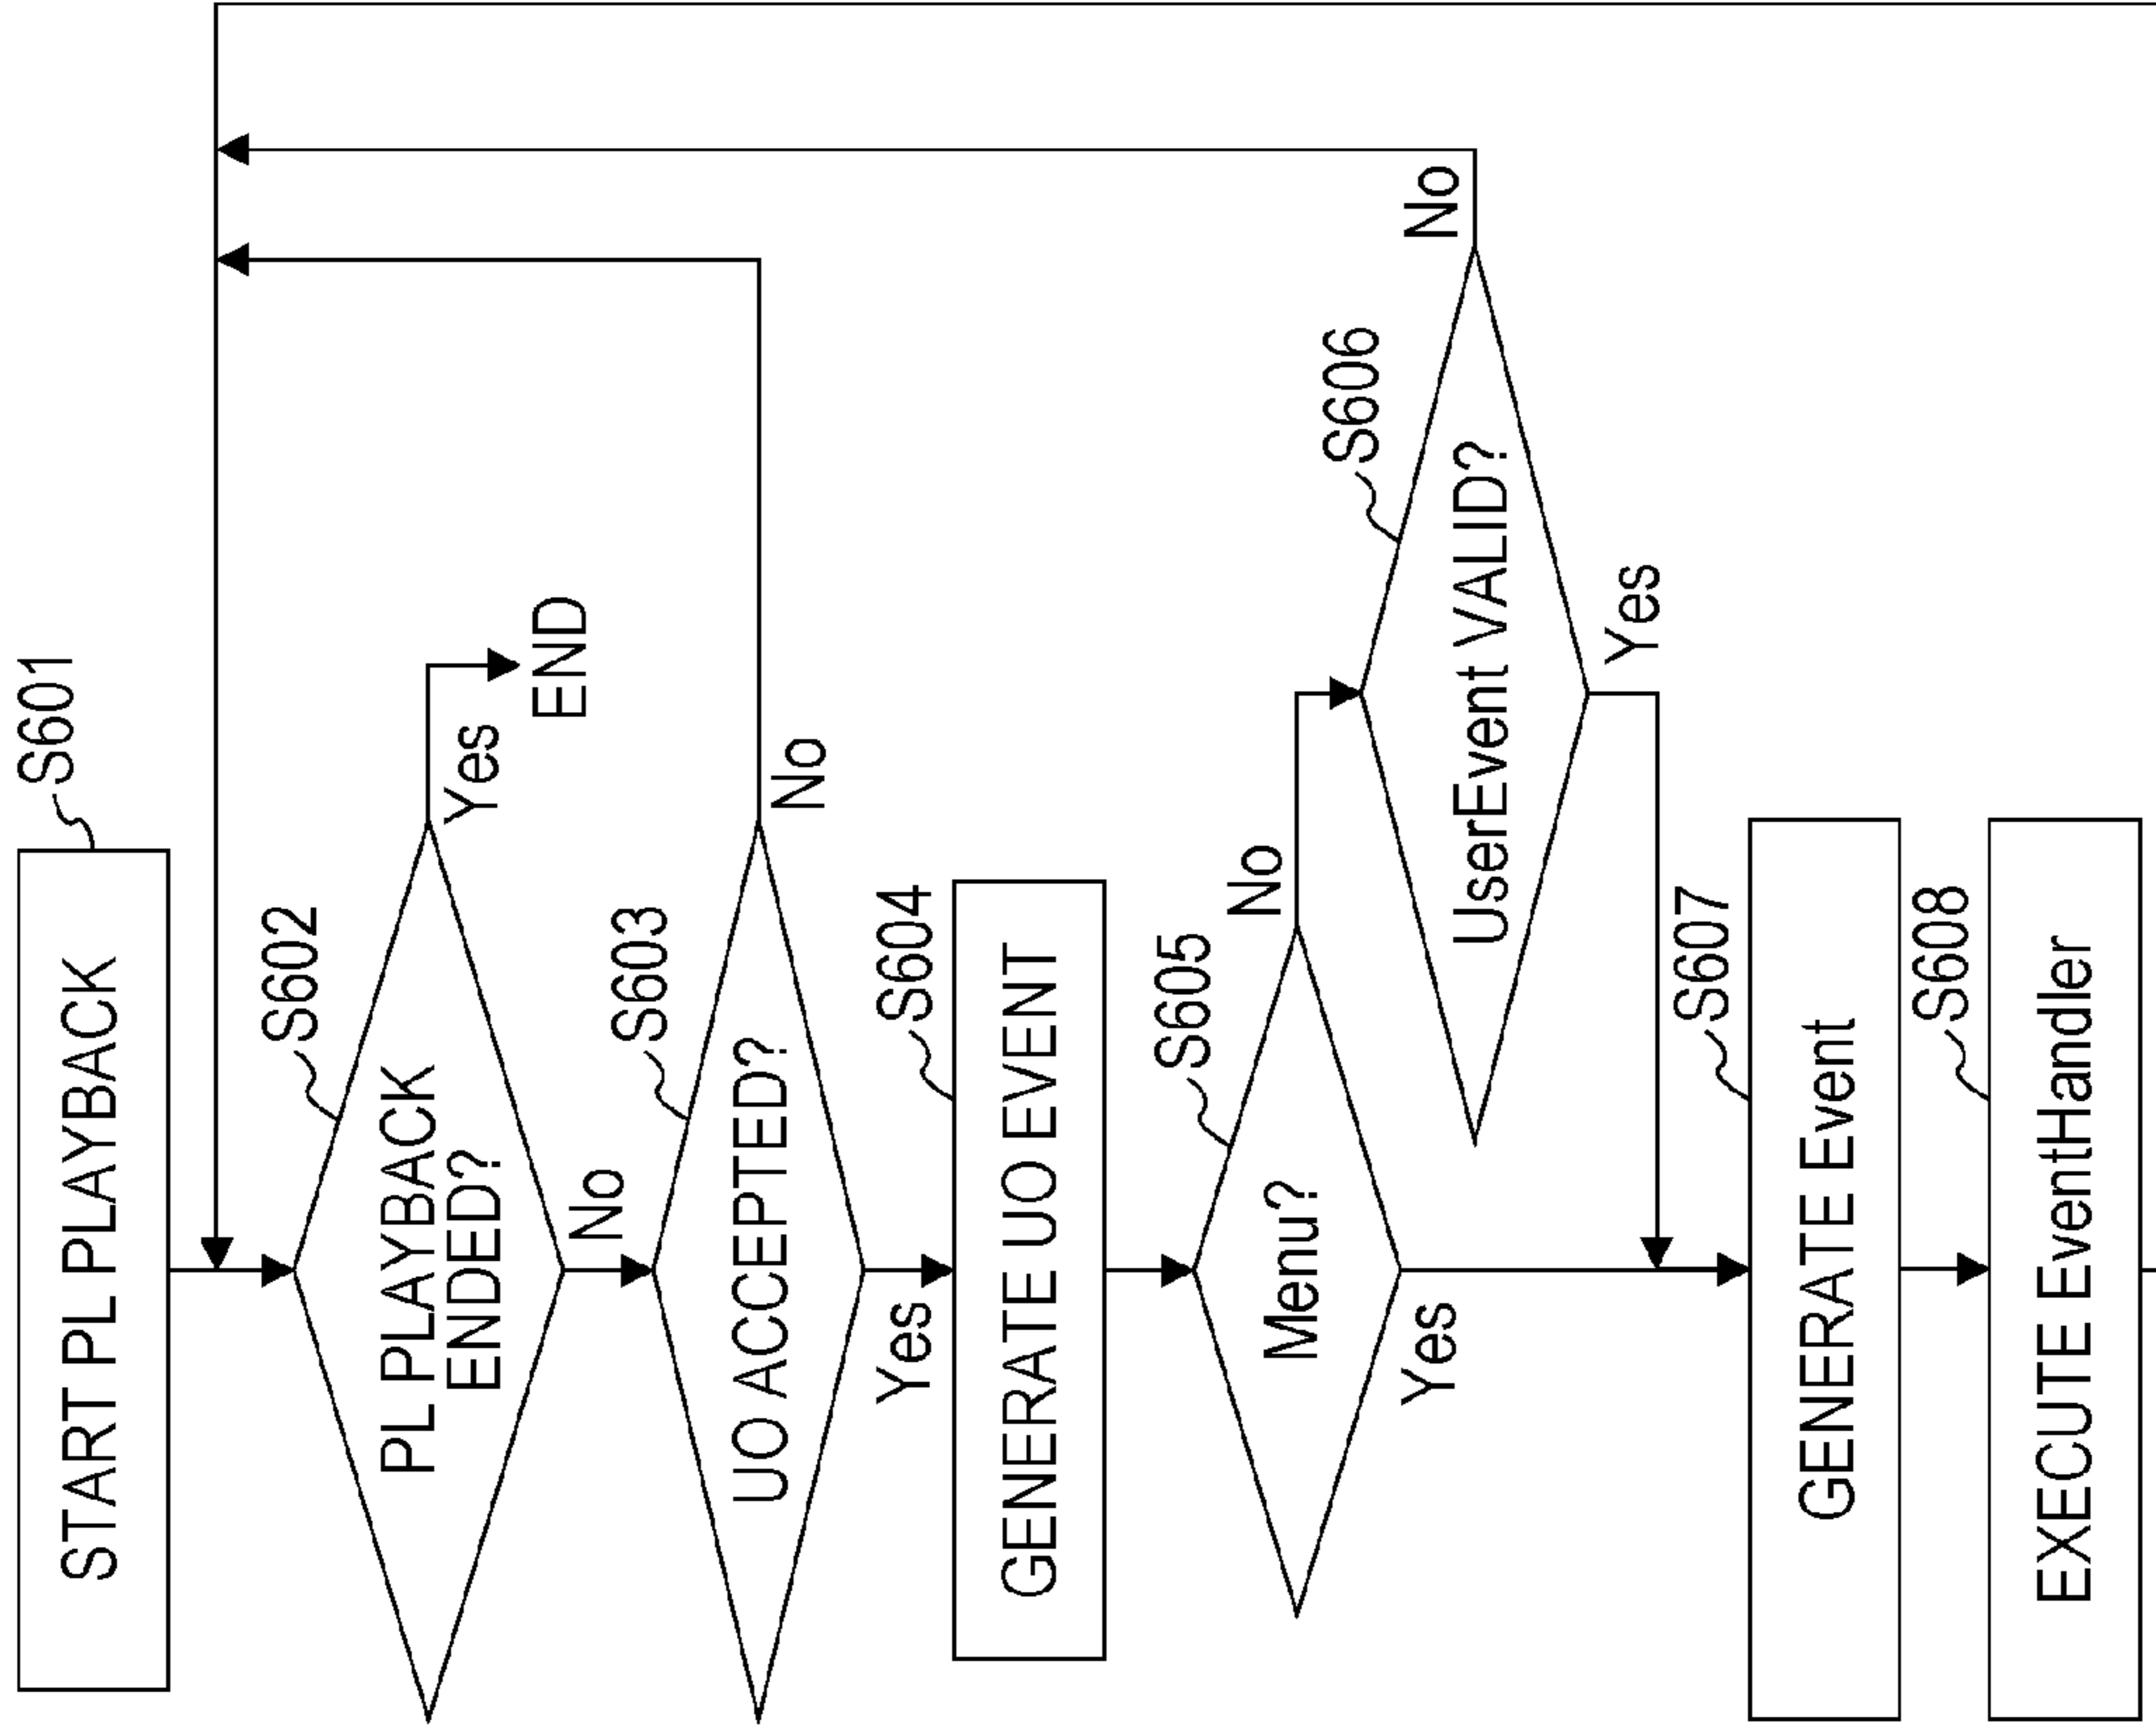 START PL PLAYBACK
S601
S602
PL PLAYBACK
ENDED?
Yes
END
No
S603
UO ACCEPTED?
No
Yes
S604
GENERATE UO EVENT
S605
Menu?
No
Yes
S606
UserEvent VALID?
No
Yes
S607
GENERATE Event
S608
EXECUTE EventHandler